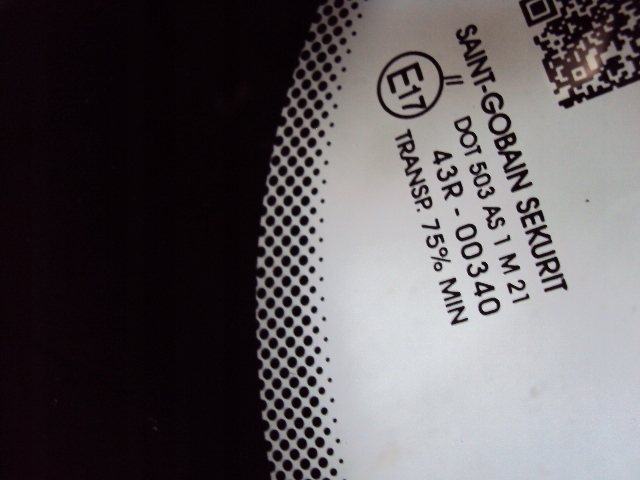 SAINT-GOBAIN SEKURIT
E17 //
DOT 503 AS 1 M 21
43R - 00340
TRANSP. 75% MIN